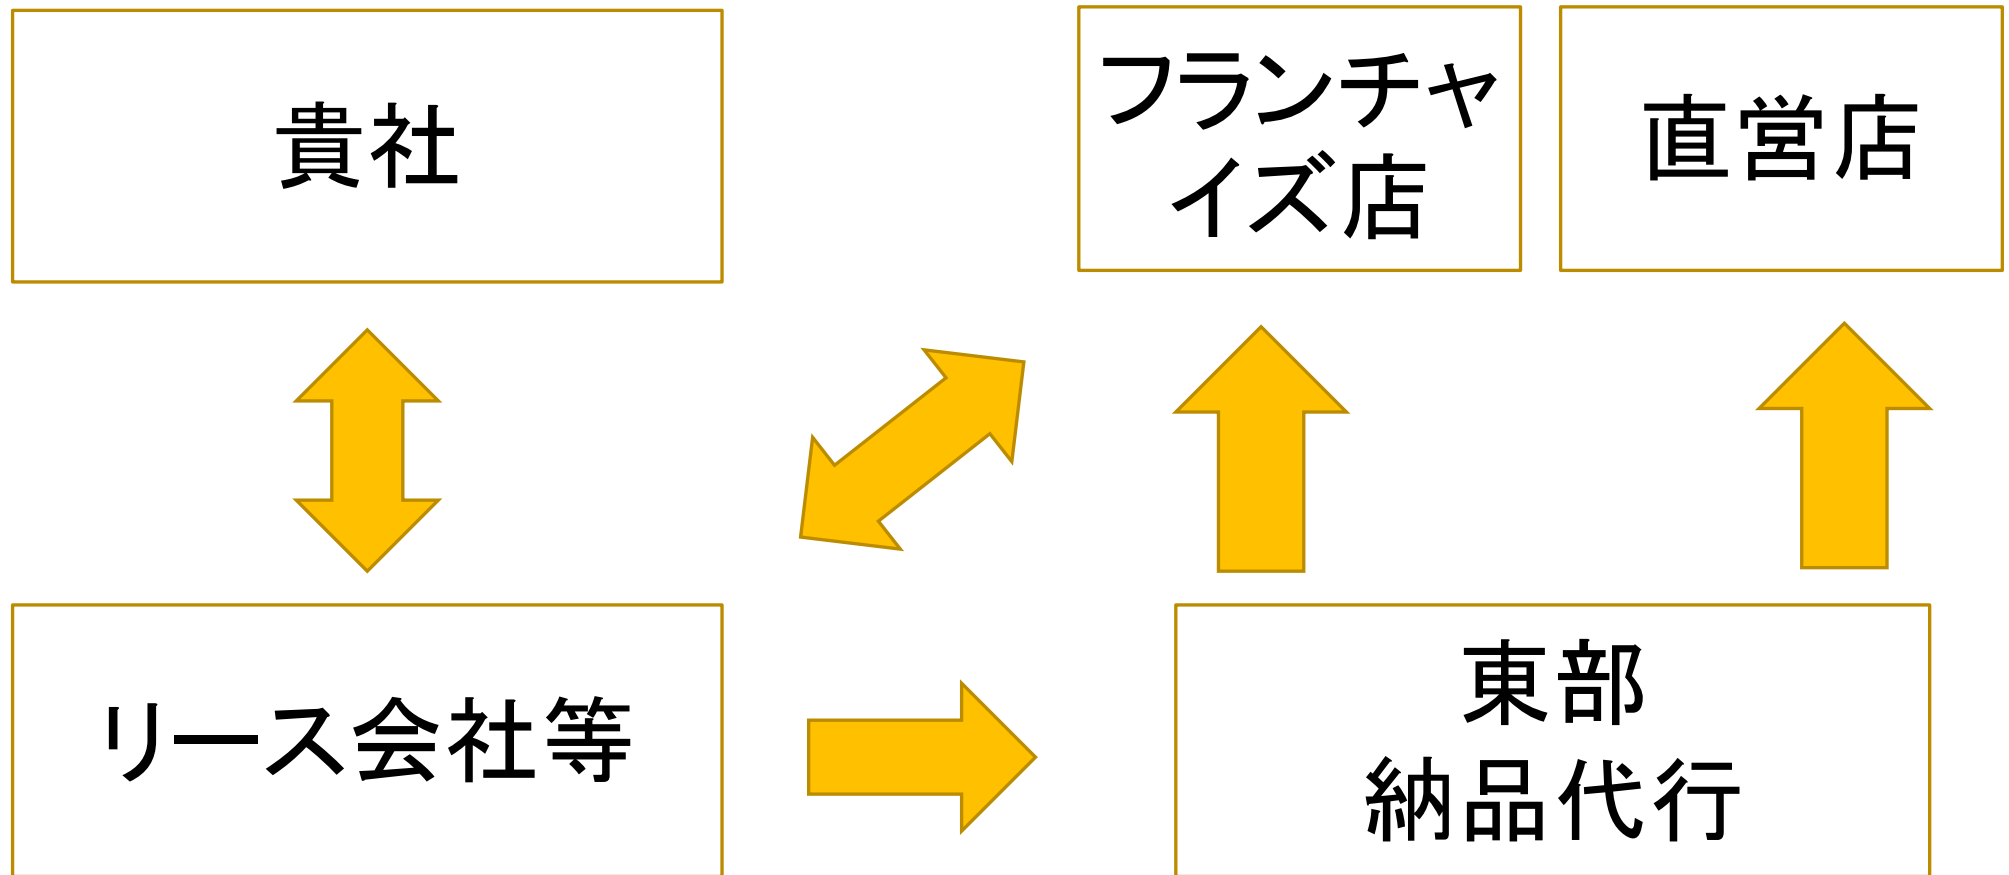 貴社
フランチャ
イズ店
直営店
リース会社等
東部
納品代行